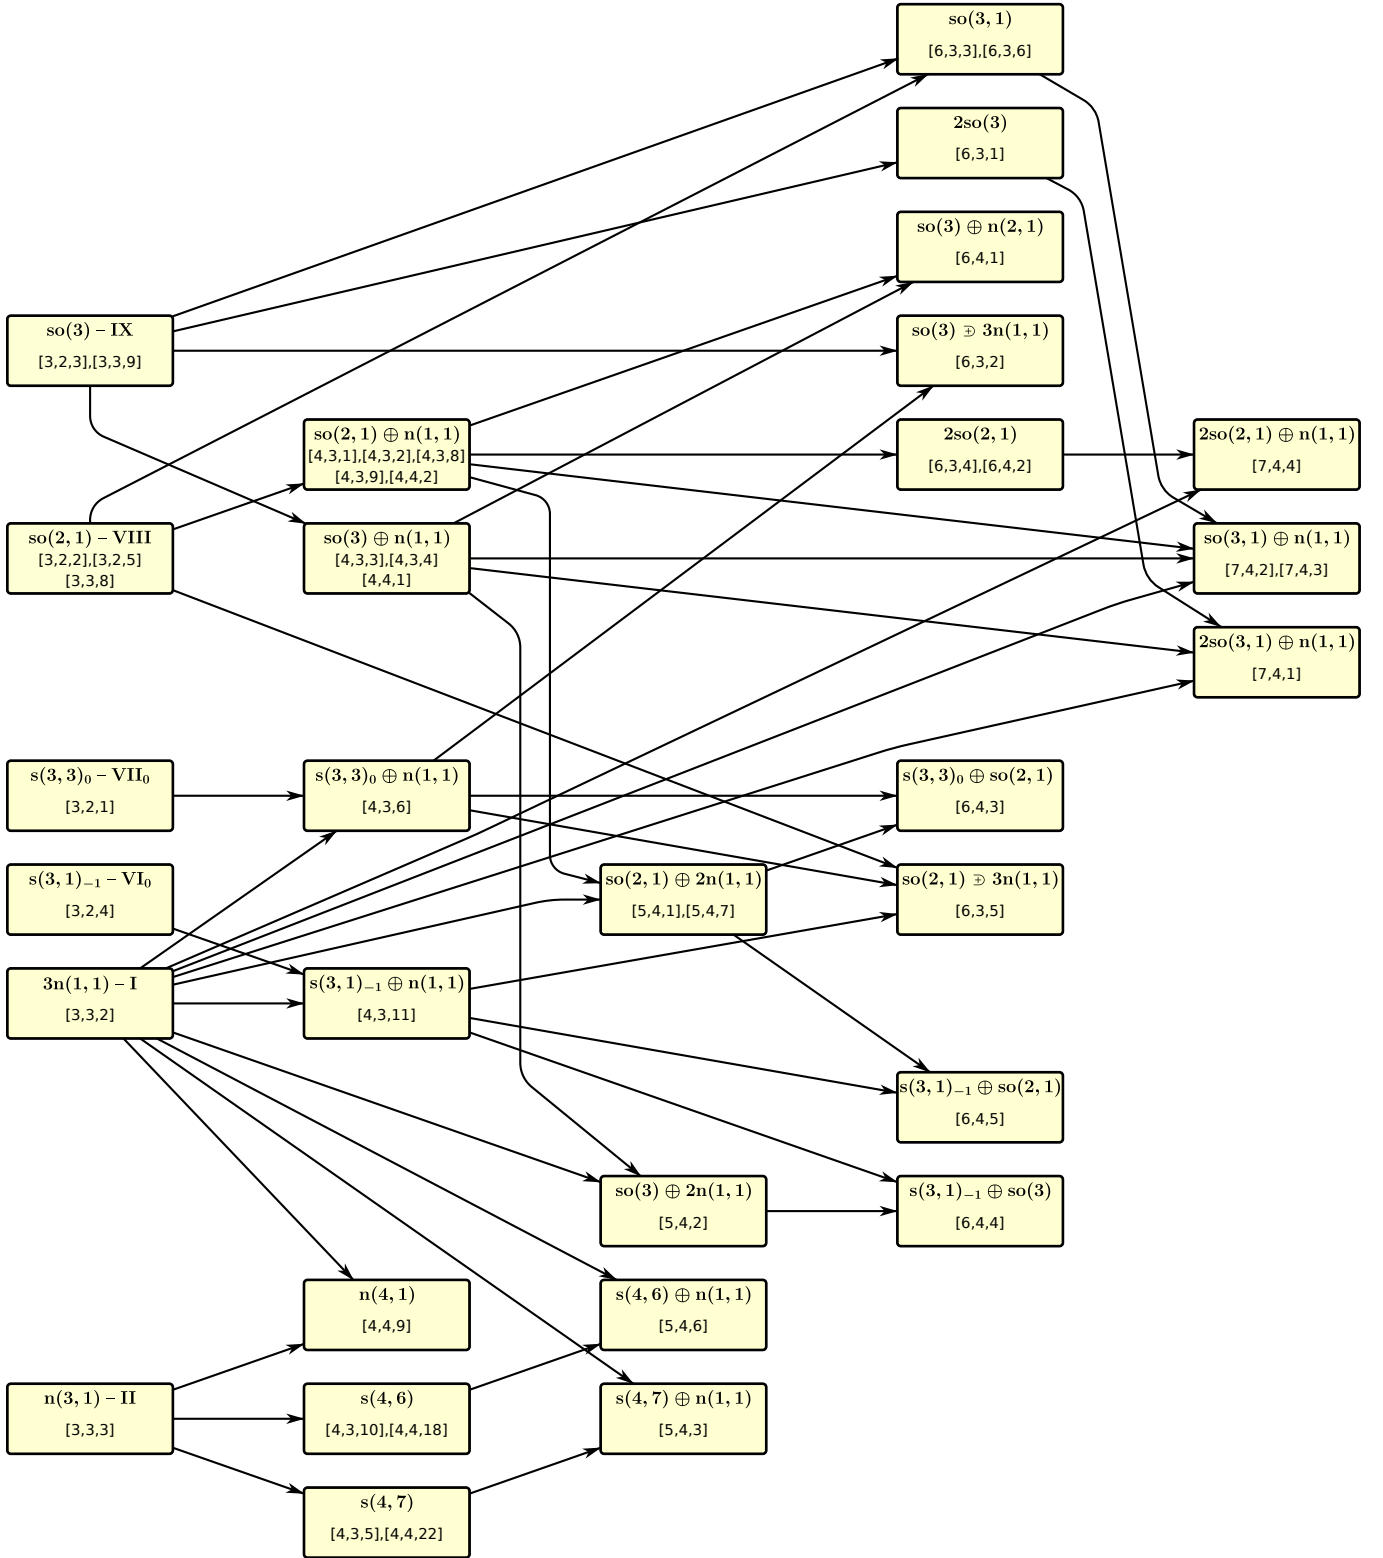 so(3, 1)
[6,3,3],[6,3,6]
2so(3)
[6,3,1]
so(3) ⊕ n(2, 1)
[6,4,1]
so(3) – IX
[3,2,3],[3,3,9]
so(3) ∋ 3n(1, 1)
[6,3,2]
so(2, 1) ⊕ n(1, 1)
[4,3,1],[4,3,2],[4,3,8]
[4,3,9],[4,4,2]
2so(2, 1)
[6,3,4],[6,4,2]
2so(2, 1) ⊕ n(1, 1)
[7,4,4]
so(2, 1) – VIII
[3,2,2],[3,2,5]
[3,3,8]
so(3) ⊕ n(1, 1)
[4,3,3],[4,3,4]
[4,4,1]
so(3, 1) ⊕ n(1, 1)
[7,4,2],[7,4,3]
2so(3, 1) ⊕ n(1, 1)
[7,4,1]
s(3, 3)₀ – VII₀
[3,2,1]
s(3, 3)₀ ⊕ n(1, 1)
[4,3,6]
s(3, 3)₀ ⊕ so(2, 1)
[6,4,3]
s(3, 1)₋₁ – VI₀
[3,2,4]
so(2, 1) ⊕ 2n(1, 1)
[5,4,1],[5,4,7]
so(2, 1) ∋ 3n(1, 1)
[6,3,5]
3n(1, 1) – I
[3,3,2]
s(3, 1)₋₁ ⊕ n(1, 1)
[4,3,11]
s(3, 1)₋₁ ⊕ so(2, 1)
[6,4,5]
so(3) ⊕ 2n(1, 1)
[5,4,2]
s(3, 1)₋₁ ⊕ so(3)
[6,4,4]
n(4, 1)
[4,4,9]
s(4, 6) ⊕ n(1, 1)
[5,4,6]
n(3, 1) – II
[3,3,3]
s(4, 6)
[4,3,10],[4,4,18]
s(4, 7) ⊕ n(1, 1)
[5,4,3]
s(4, 7)
[4,3,5],[4,4,22]